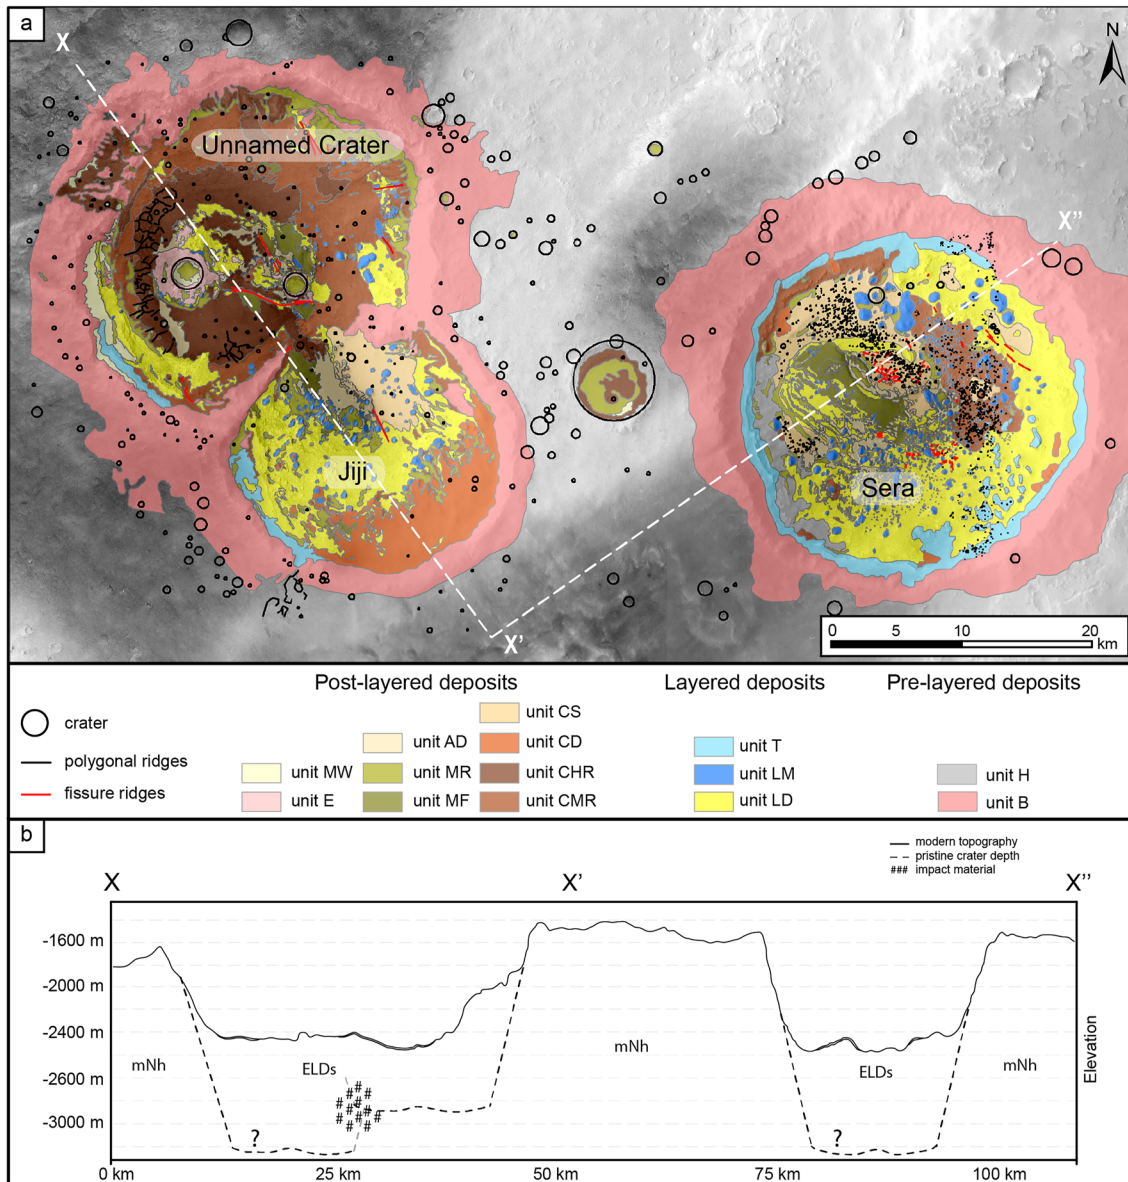 a
X
N
Unnamed Crater
X"
Jiji
Sera
X'
0 5 10 20
km
Post-layered deposits
Layered deposits
Pre-layered deposits
crater
polygonal ridges
fissure ridges
unit MW
unit E
unit AD
unit MR
unit MF
unit CS
unit CD
unit CHR
unit CMR
unit T
unit LM
unit LD
unit H
unit B
b
modern topography
pristine crater depth
### impact material
X X' X"
-1600 m
-2000 m
-2400 m
-2600 m
-3000 m
mNh
ELDs
mNh
ELDs
mNh
?
?
Elevation
0 km 25 km 50 km 75 km 100 km